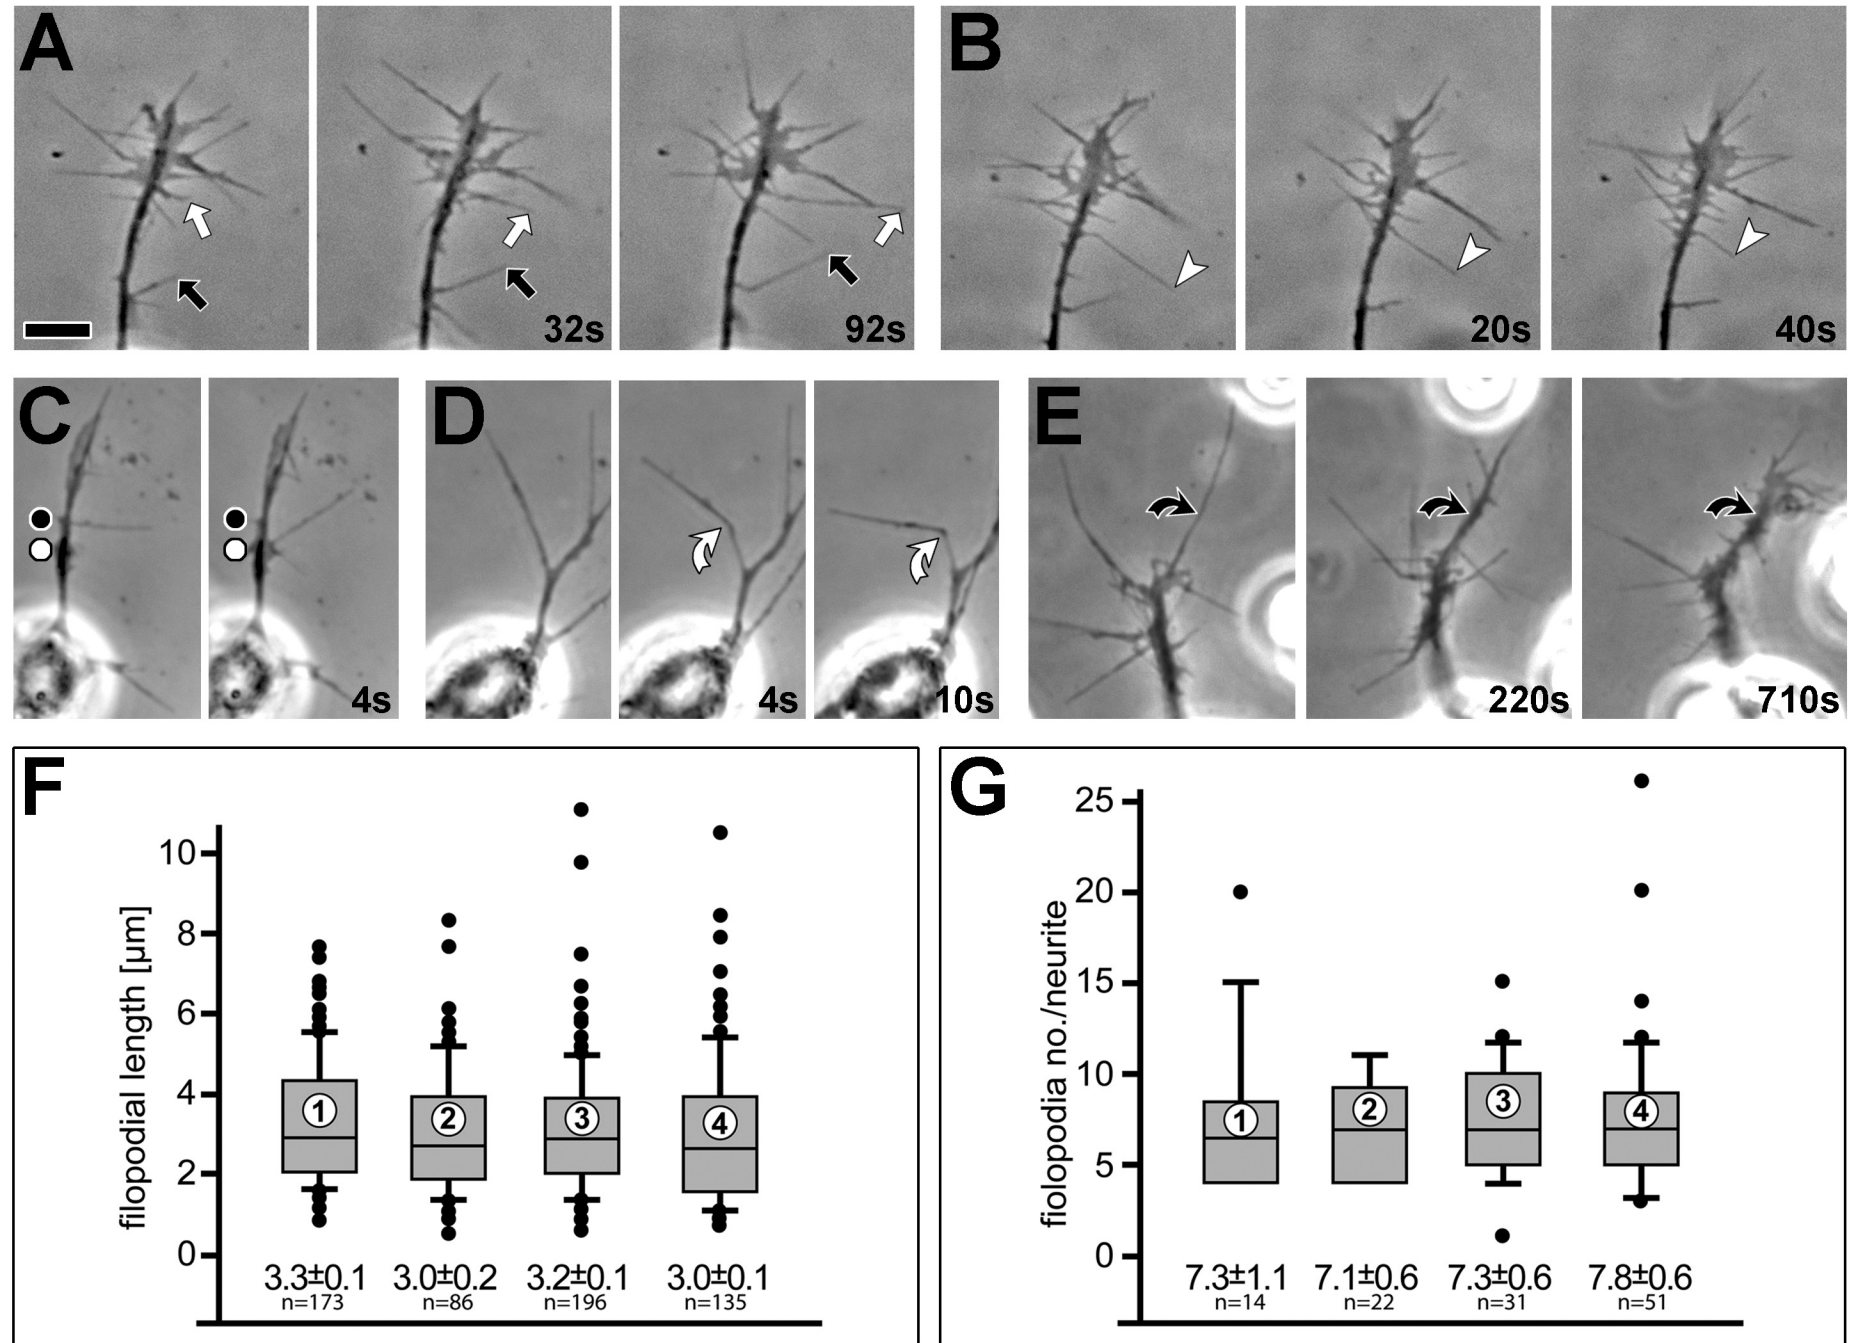 A
32s
92s
B
20s
40s
C
4s
D
4s
10s
E
220s
710s
F
filopodial length [µm]
10
8
6
4
2
0
1
2
3
4
3.3±0.1 3.0±0.2 3.2±0.1 3.0±0.1
n=173 n=86 n=196 n=135
G
fiolopodia no./neurite
25
20
15
10
5
0
1
2
3
4
7.3±1.1 7.1±0.6 7.3±0.6 7.8±0.6
n=14 n=22 n=31 n=51